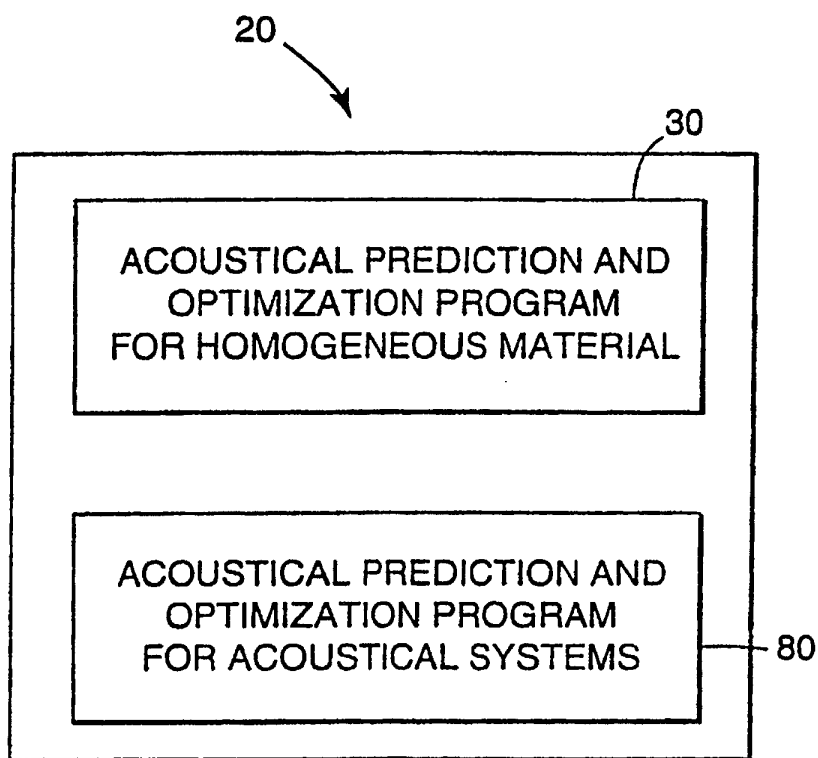 20
30
ACOUSTICAL PREDICTION AND
OPTIMIZATION PROGRAM
FOR HOMOGENEOUS MATERIAL
ACOUSTICAL PREDICTION AND
OPTIMIZATION PROGRAM
FOR ACOUSTICAL SYSTEMS
80